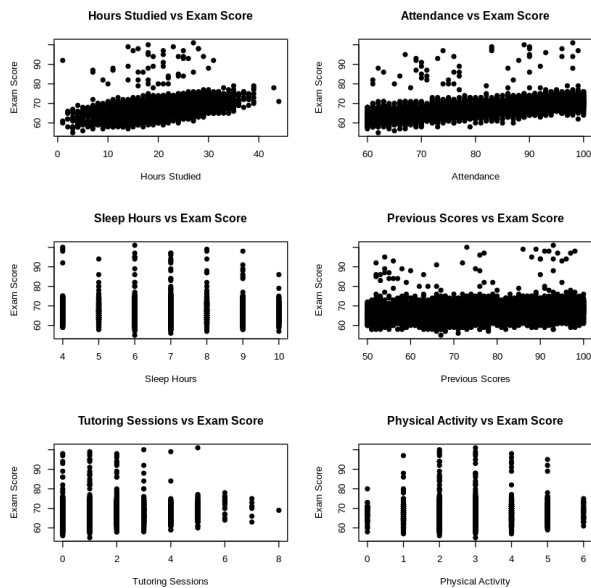 Hours Studied vs Exam Score
Exam Score
60 70 80 90
0 10 20 30 40
Hours Studied
Attendance vs Exam Score
Exam Score
60 70 80 90
60 70 80 90 100
Attendance
Sleep Hours vs Exam Score
Exam Score
60 70 80 90
4 5 6 7 8 9 10
Sleep Hours
Previous Scores vs Exam Score
Exam Score
60 70 80 90
50 60 70 80 90 100
Previous Scores
Tutoring Sessions vs Exam Score
Exam Score
60 70 80 90
0 2 4 6 8
Tutoring Sessions
Physical Activity vs Exam Score
Exam Score
60 70 80 90
0 1 2 3 4 5 6
Physical Activity